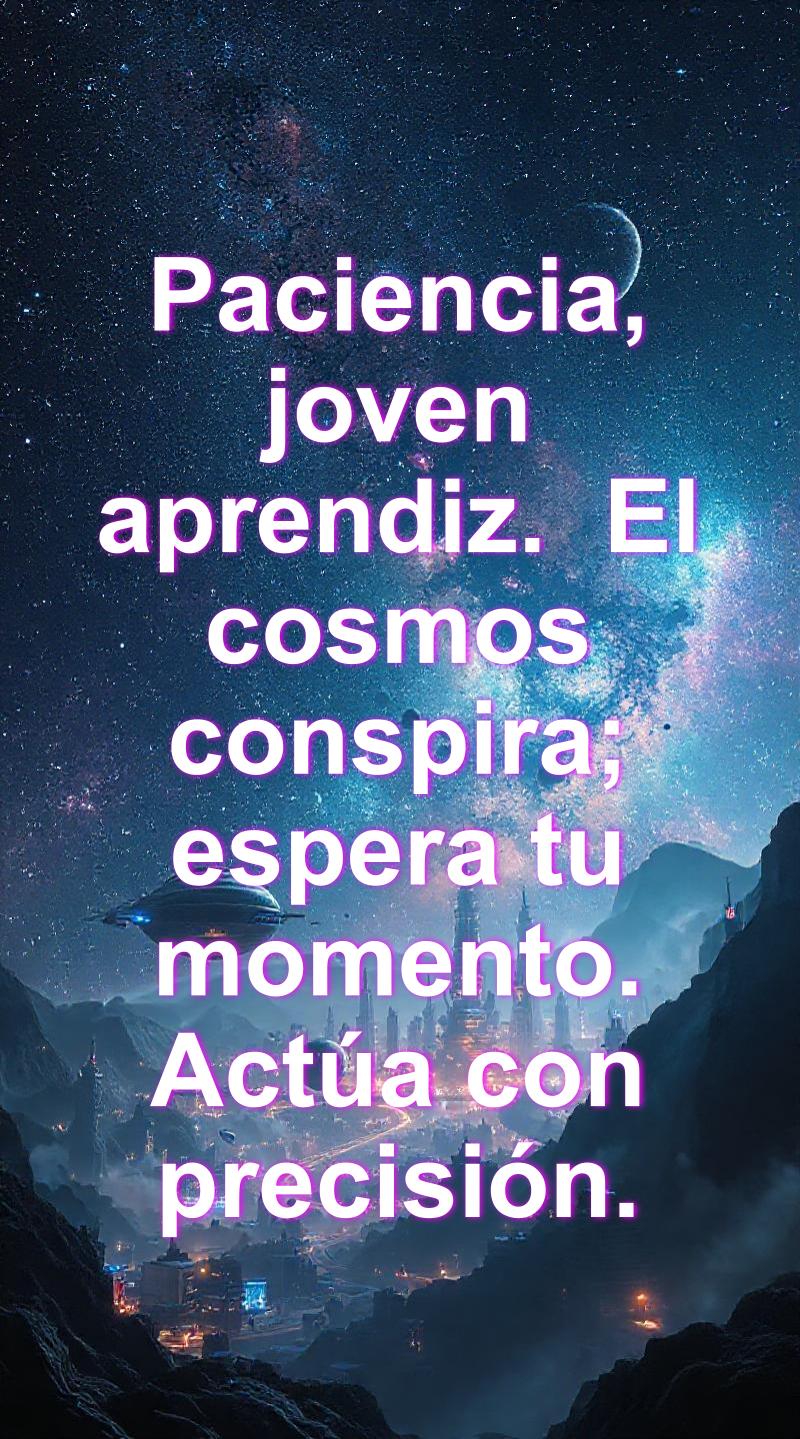 Paciencia,
joven
aprendiz.  El
cosmos
conspira;
espera tu
momento.
Actúa con
precisión.